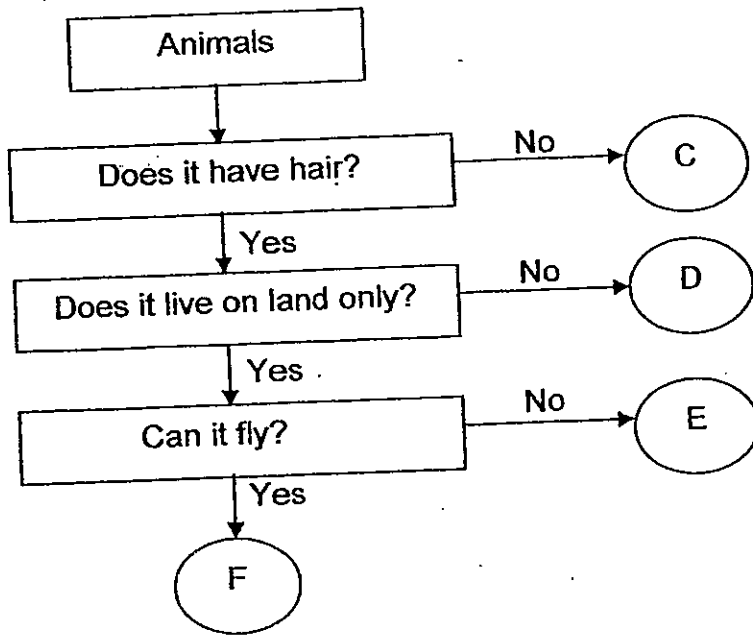 Animals
Does it have hair?
No
C
Yes
Does it live on land only?
No
D
Yes
Can it fly?
No
E
Yes
F